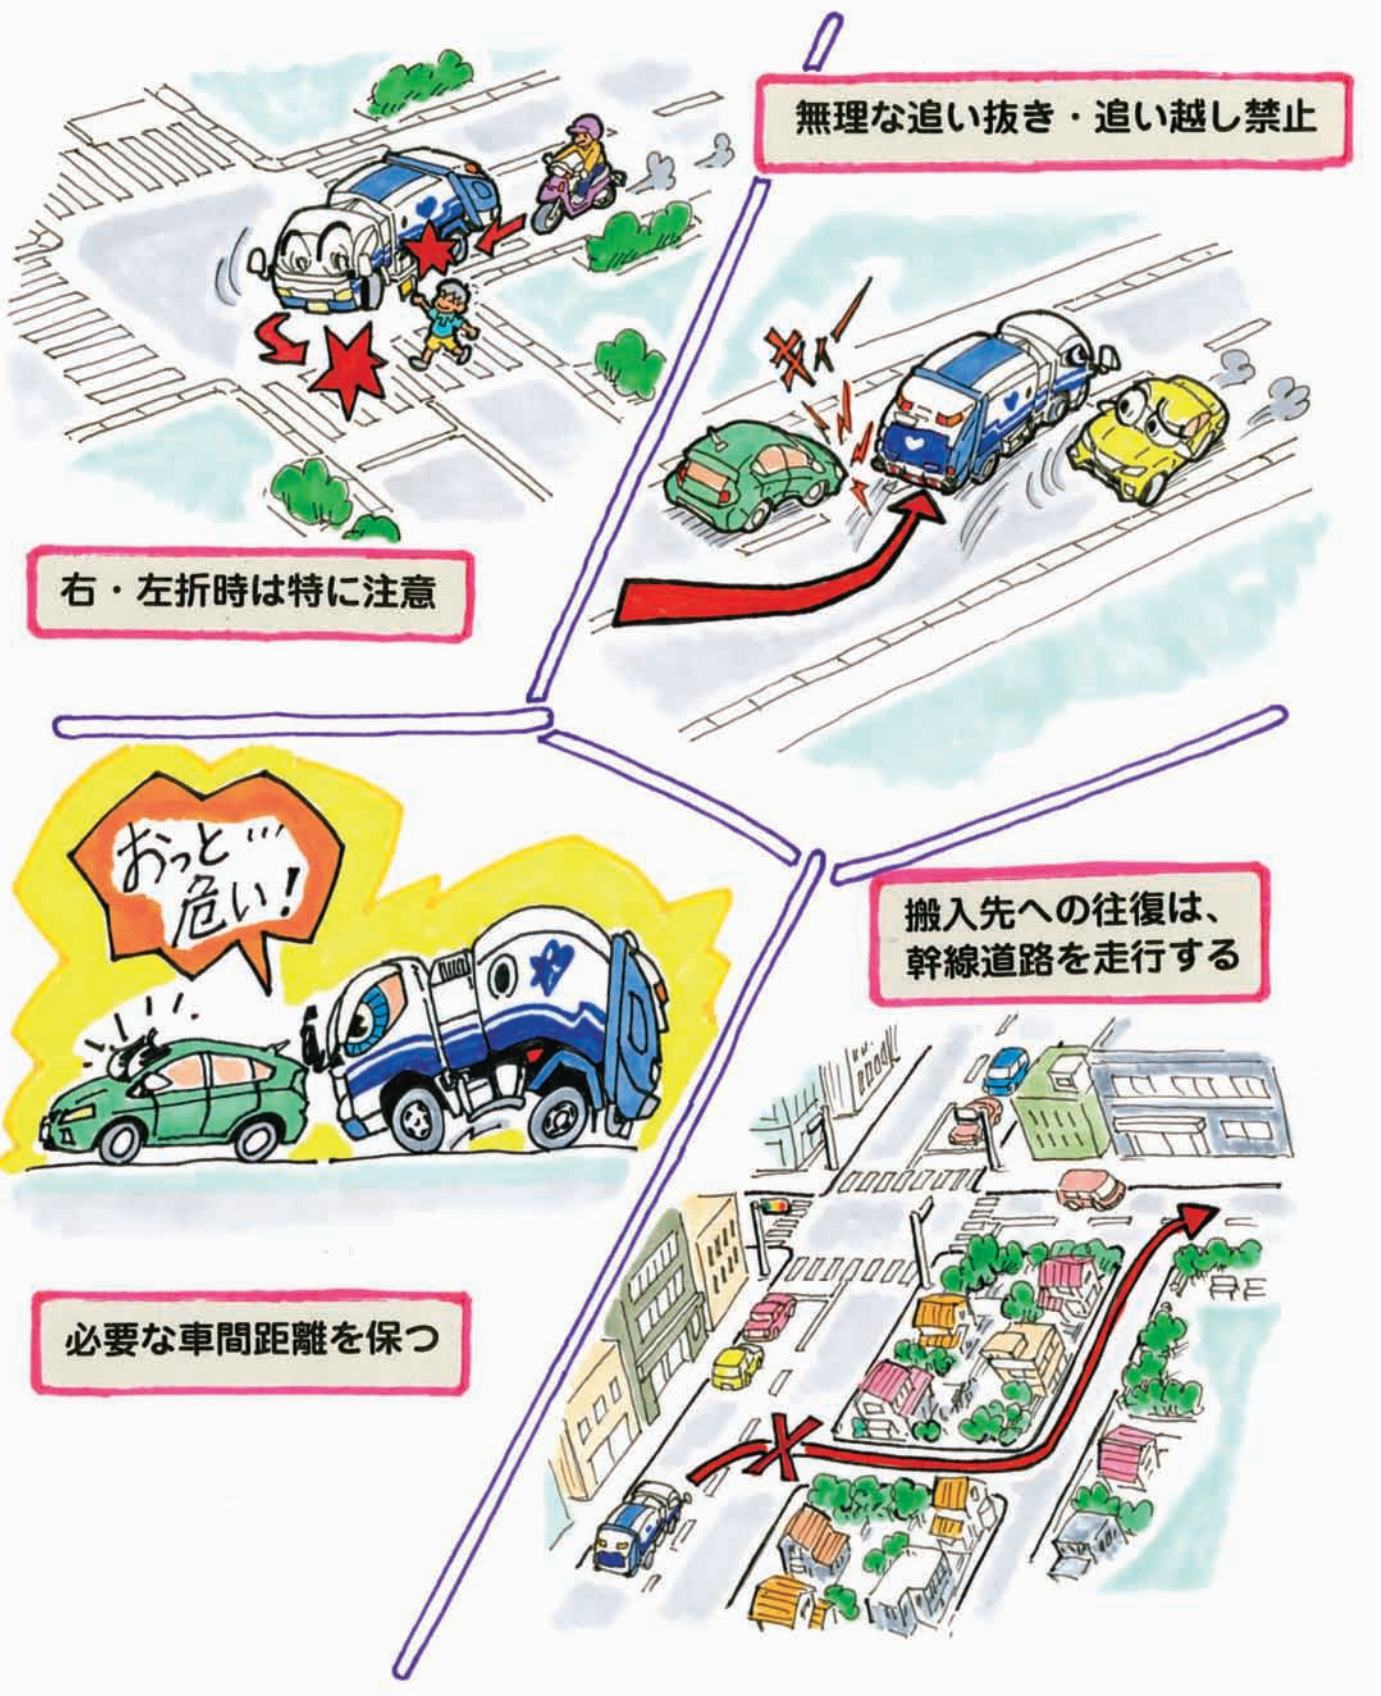 無理な追い抜き・追い越し禁止
右・左折時は特に注意
おっと…
危い!
搬入先への往復は、
幹線道路を走行する
必要な車間距離を保つ